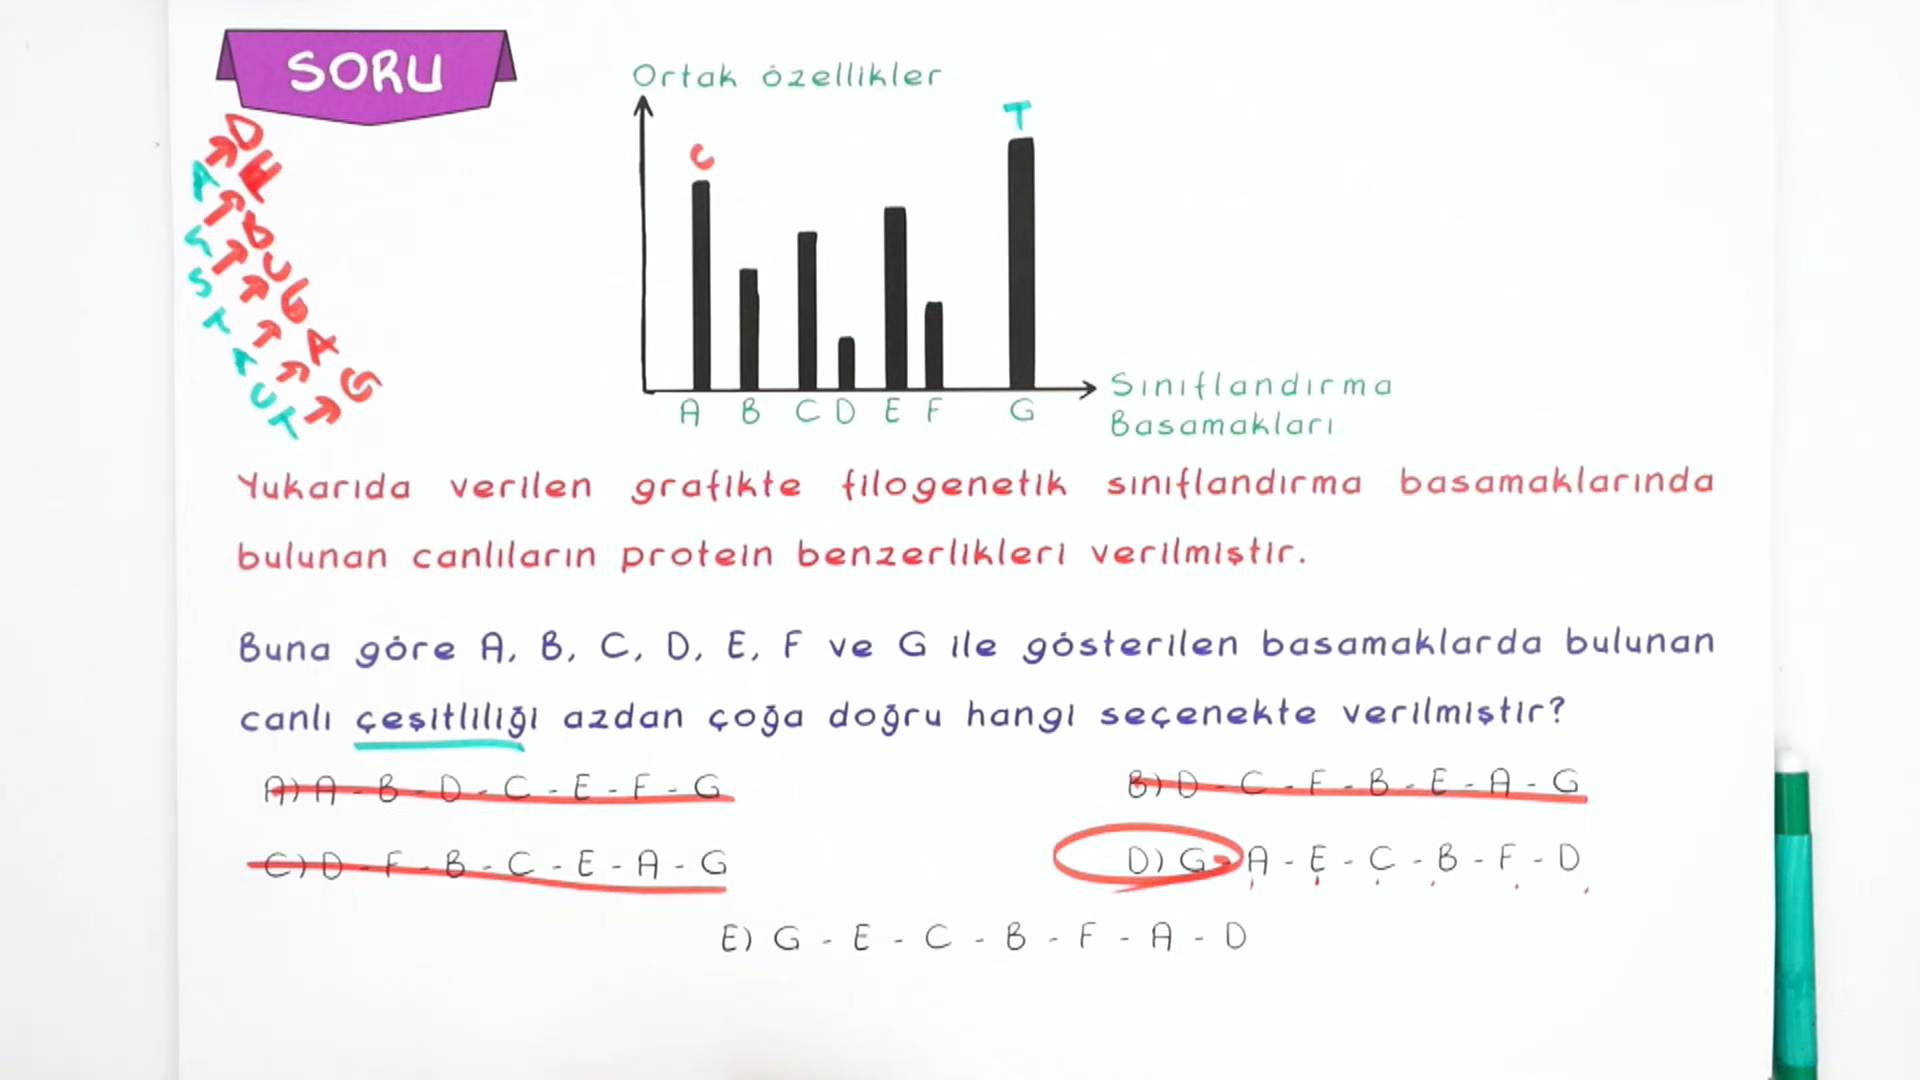 SORU
Ortak özellikler
T
C
D
A
E
B
C
S
T
A
A
G
U
T
A B C D E F G
Sınıflandırma
Basamakları
Yukarıda verilen grafikte filogenetik sınıflandırma basamaklarında
bulunan canlıların protein benzerlikleri verilmiştir.
Buna göre A, B, C, D, E, F ve G ile gösterilen basamaklarda bulunan
canlı çeşitliliği azdan çoğa doğru hangi seçenekte verilmiştir?
A) A - B - D - C - E - F - G
B) D - C - F - B - E - A - G
C) D - F - B - C - E - A - G
D) G - A - E - C - B - F - D
E) G - E - C - B - F - A - D